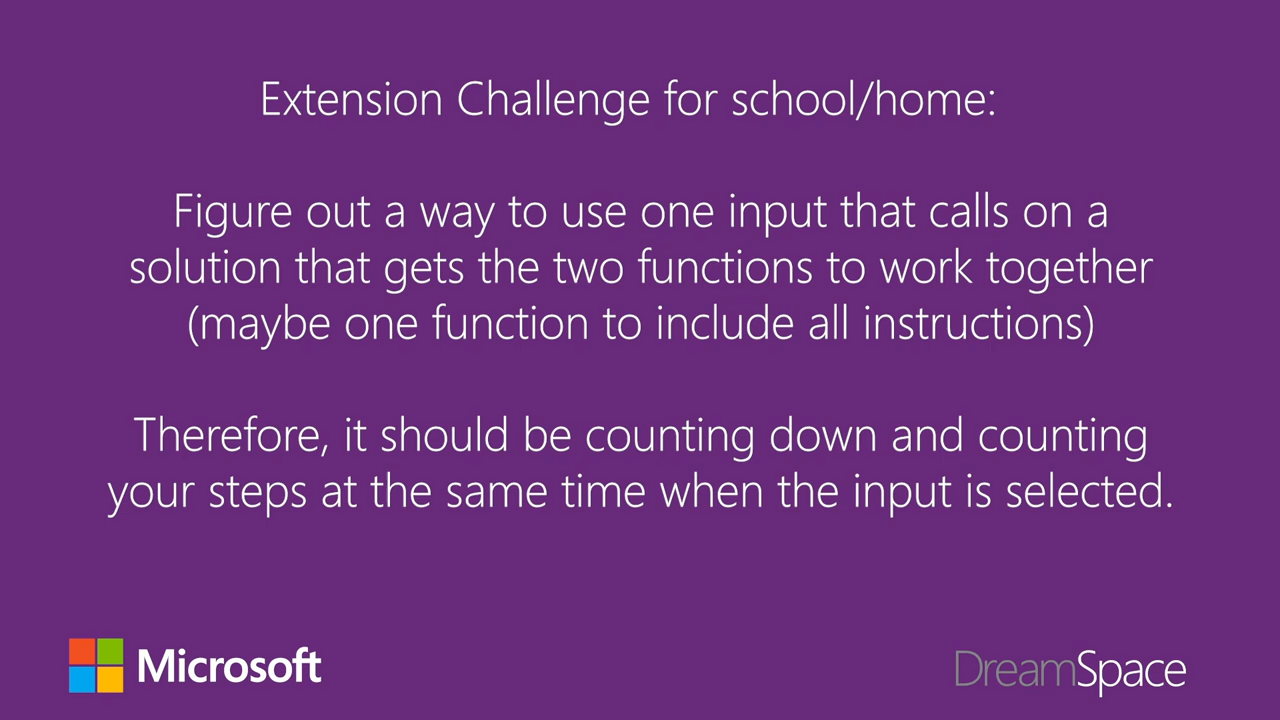 Extension Challenge for school/home:
Figure out a way to use one input that calls on a
solution that gets the two functions to work together
(maybe one function to include all instructions)
Therefore, it should be counting down and counting
your steps at the same time when the input is selected.
Microsoft
DreamSpace